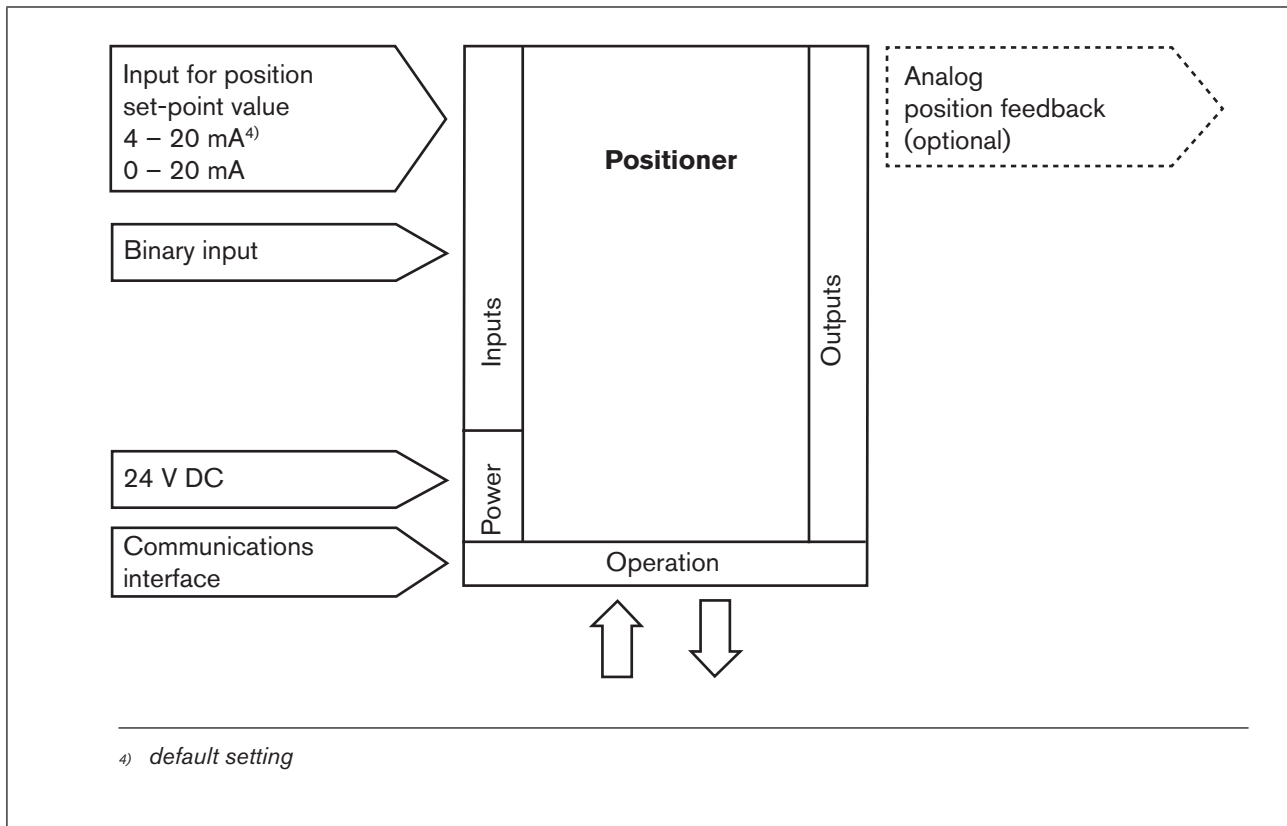 Input for position
set-point value
4 – 20 mA4)
0 – 20 mA
Binary input
24 V DC
Communications
interface
Inputs
Power
Positioner
Operation
Outputs
Analog
position feedback
(optional)
4) default setting